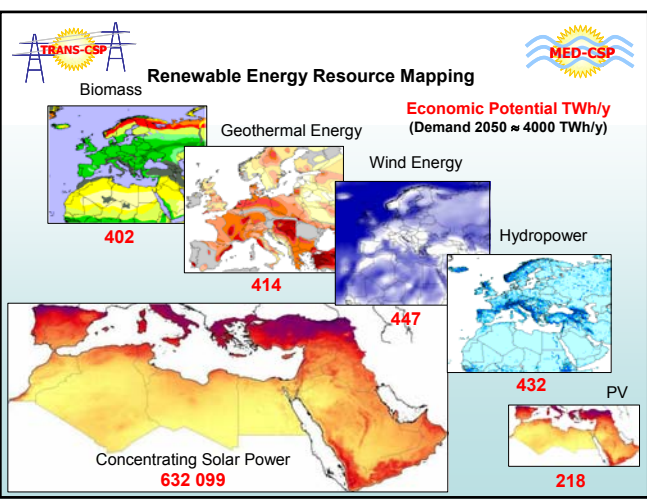 TRANS-CSP
MED-CSP
Renewable Energy Resource Mapping
Biomass
Economic Potential TWh/y
(Demand 2050 ≈ 4000 TWh/y)
Geothermal Energy
Wind Energy
Hydropower
402
414
447
432
PV
Concentrating Solar Power
632 099
218